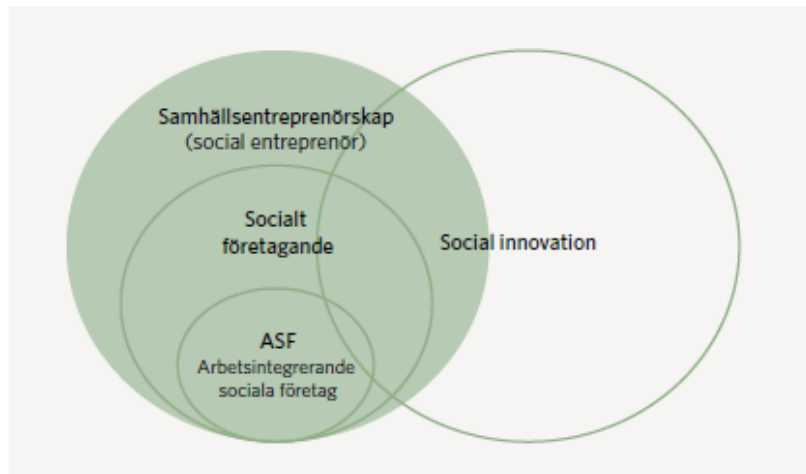 Samhällsentreprenörskap
(social entreprenör)
Socialt
företagande
Social innovation
ASF
Arbetsintegrerande
sociala företag